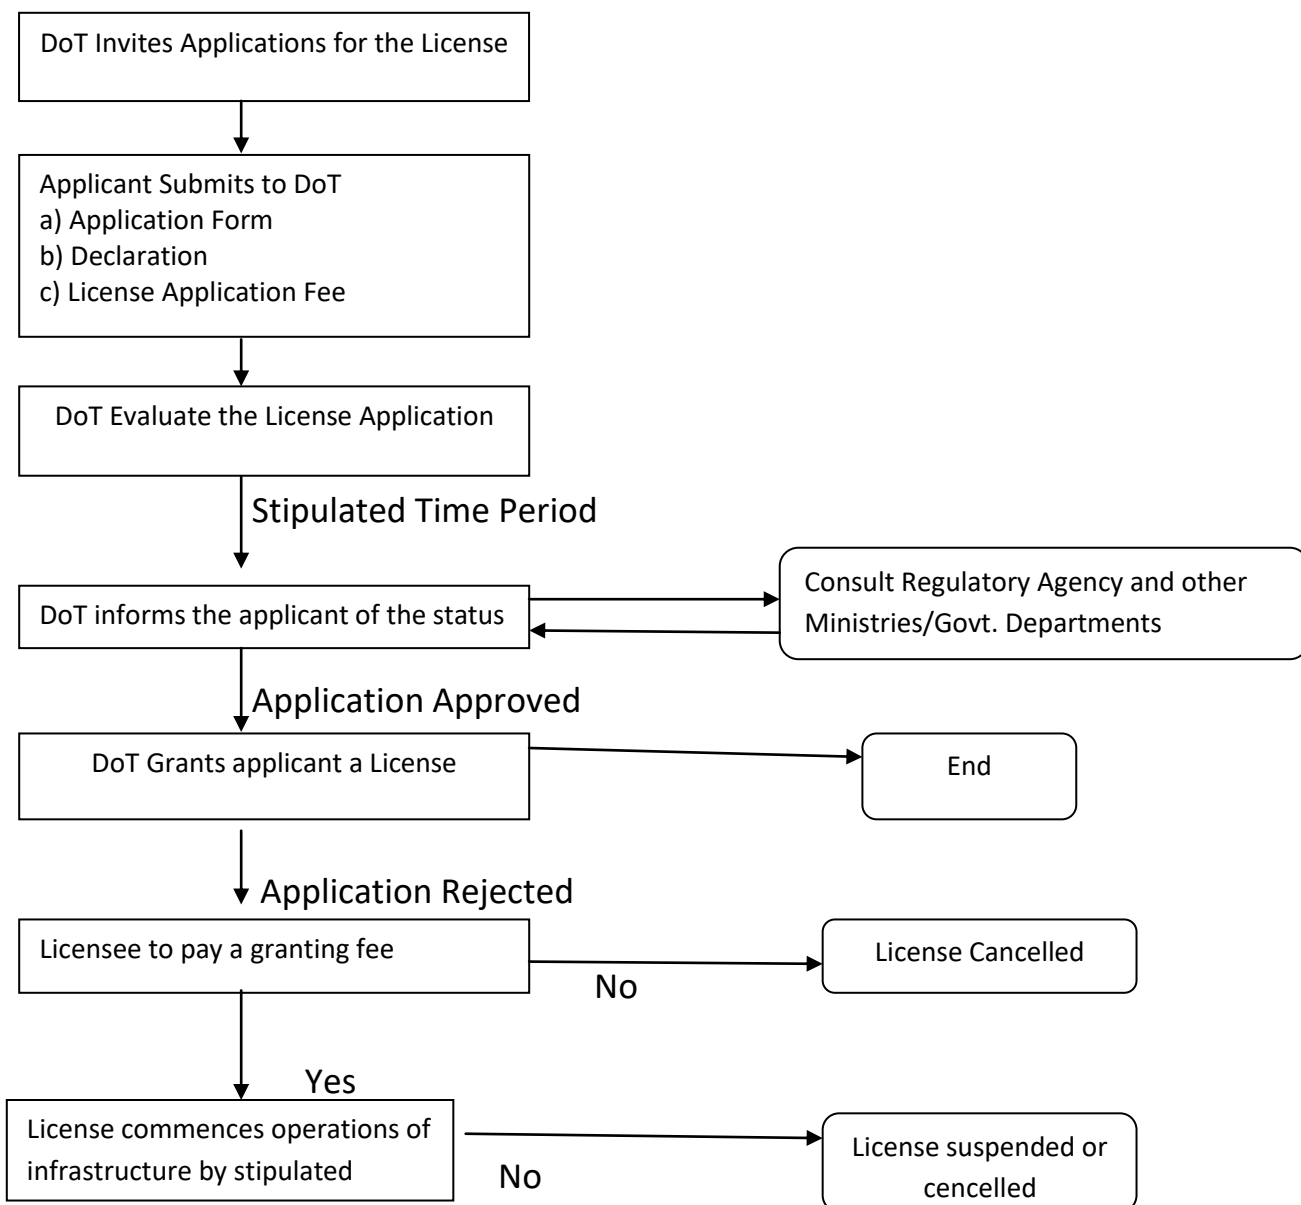 DoT Invites Applications for the License
Applicant Submits to DoT
a) Application Form
b) Declaration
c) License Application Fee
DoT Evaluate the License Application
Stipulated Time Period
DoT informs the applicant of the status
Consult Regulatory Agency and other
Ministries/Govt. Departments
Application Approved
DoT Grants applicant a License
End
Application Rejected
Licensee to pay a granting fee
No
License Cancelled
Yes
License commences operations of
infrastructure by stipulated
No
License suspended or
cencelled